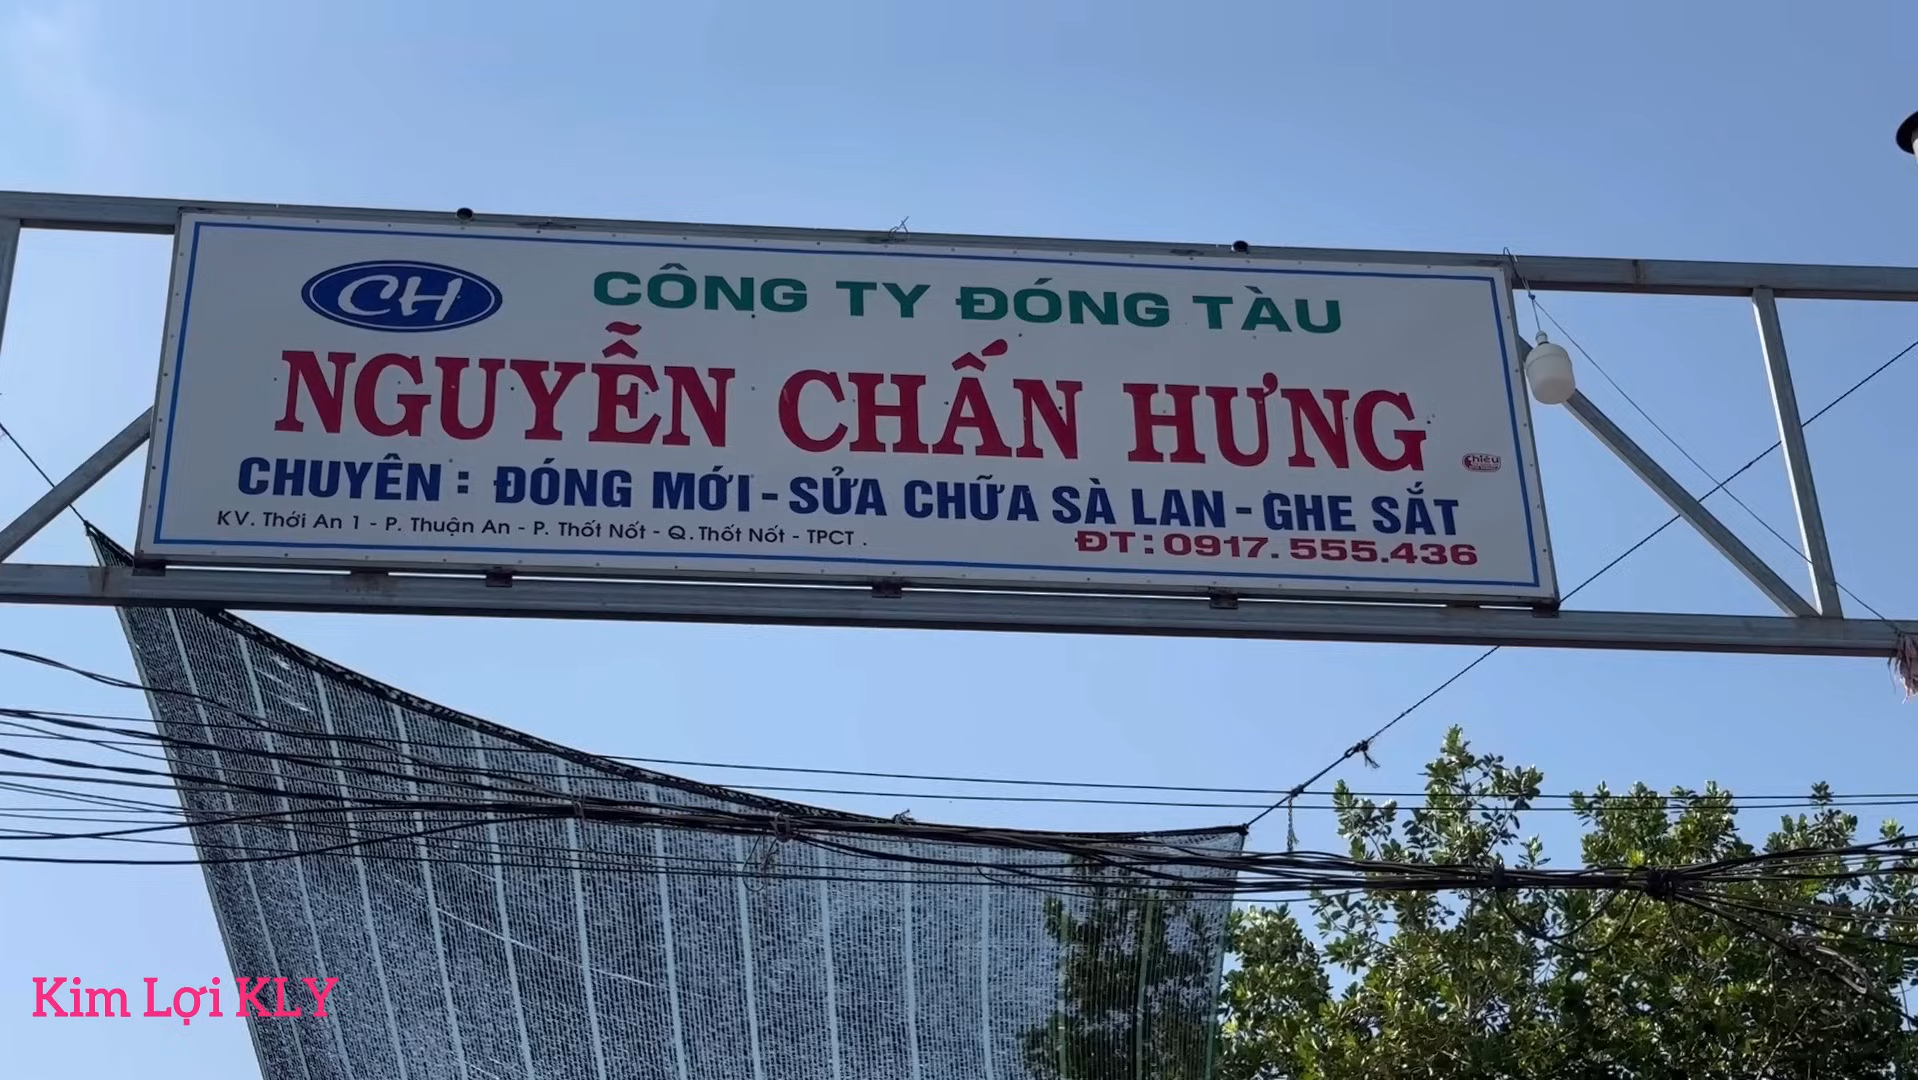 CH
CÔNG TY ĐÓNG TÀU
NGUYỄN CHẤN HƯNG
CHUYÊN : ĐÓNG MỚI - SỬA CHỮA SÀ LAN - GHE SẮT
KV. Thới An 1 - P. Thuận An - P. Thốt Nốt - Q. Thốt Nốt - TPCT .
ĐT : 0917. 555.436
Kim Lợi KLY